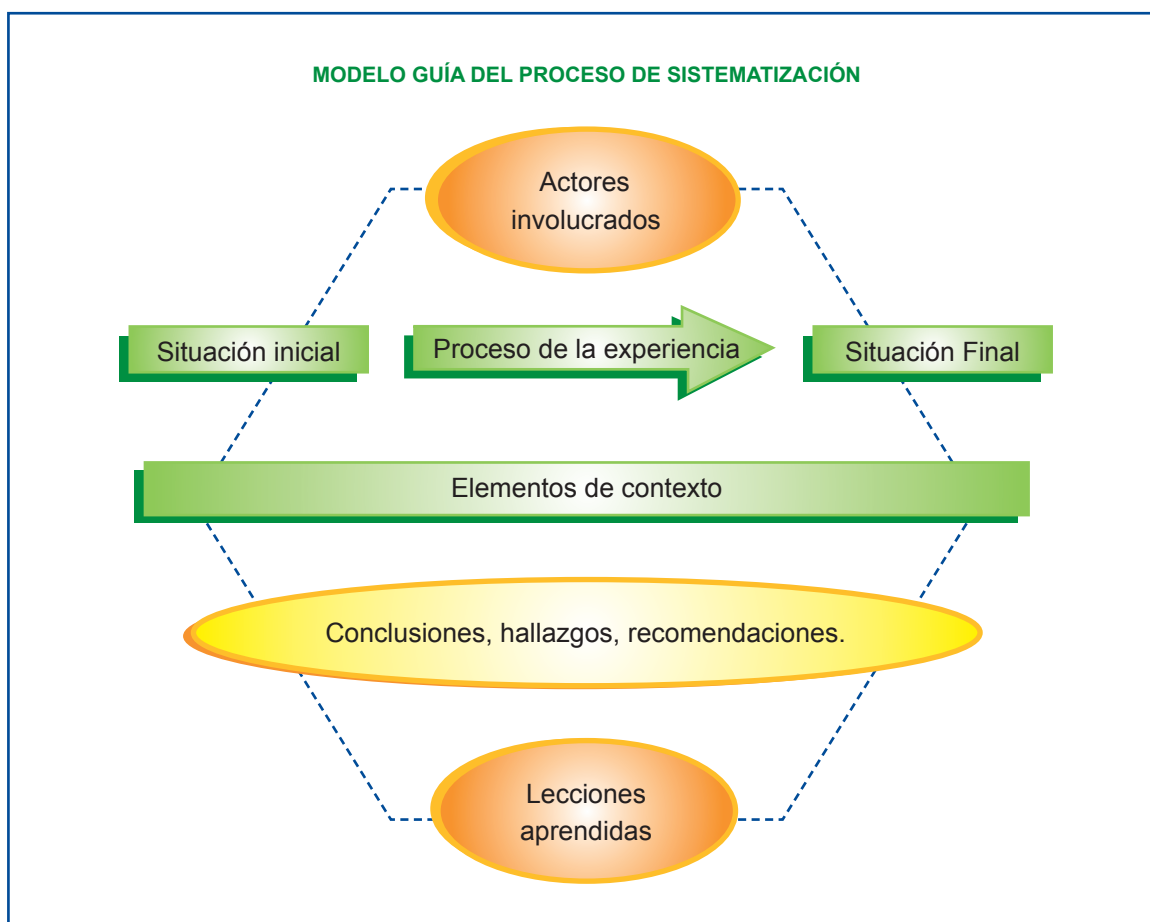 MODELO GUÍA DEL PROCESO DE SISTEMATIZACIÓN
Actores
involucrados
Situación inicial
Proceso de la experiencia
Situación Final
Elementos de contexto
Conclusiones, hallazgos, recomendaciones.
Lecciones
aprendidas